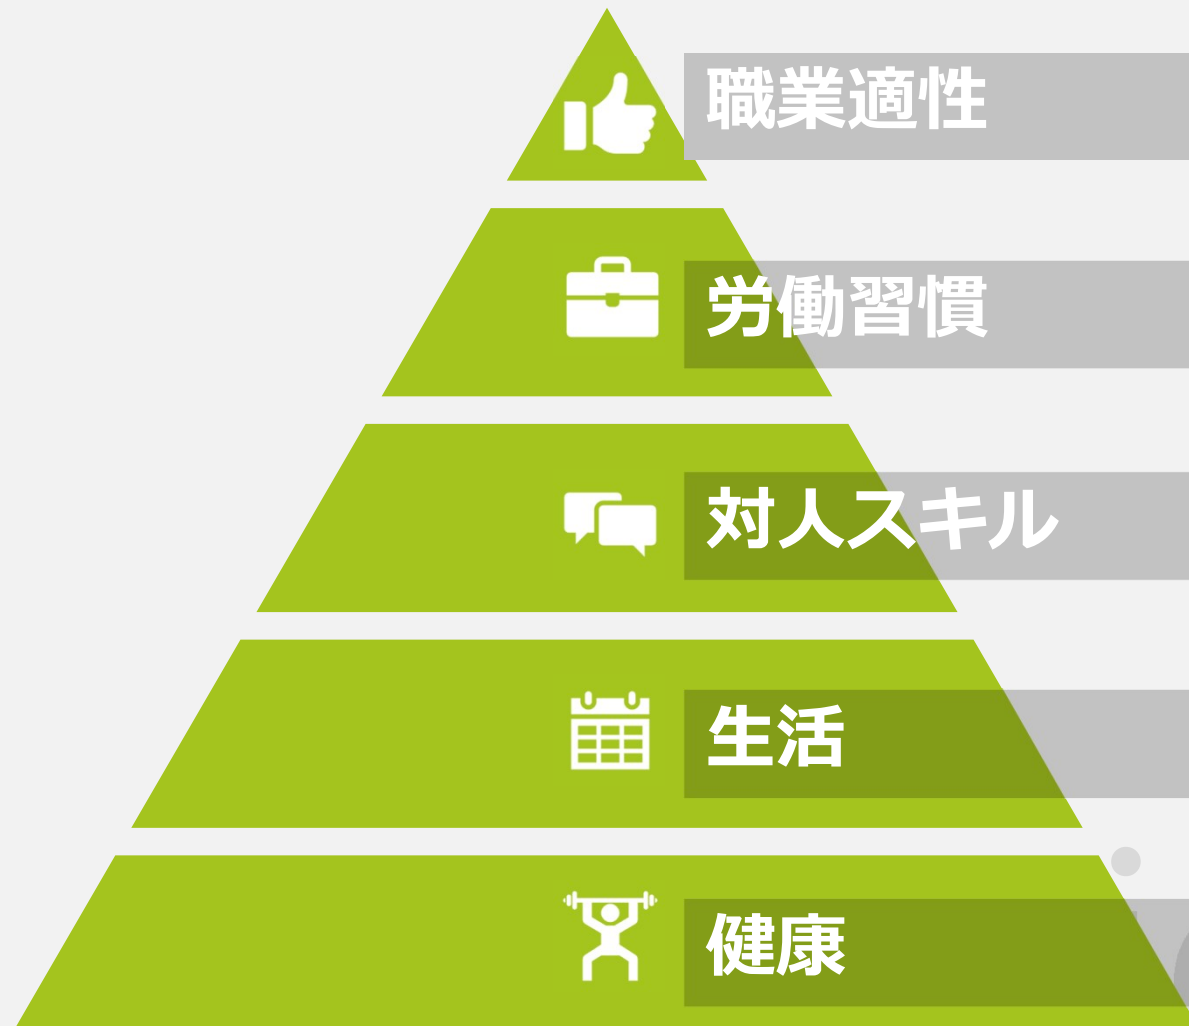 職業適性
労働習慣
対人スキル
生活
健康